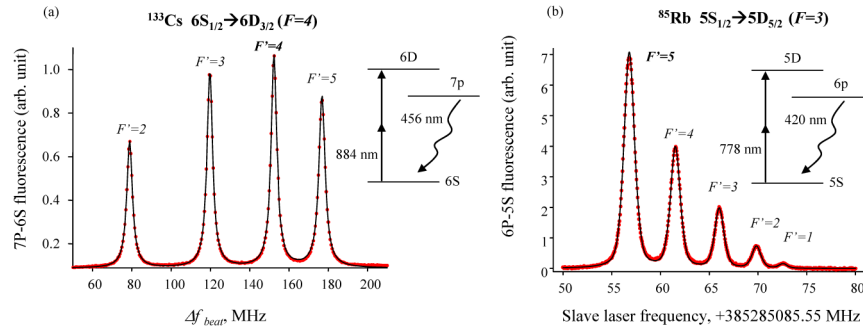 (a)
¹³³Cs 6S₁/₂→6D₃/₂ (F=4)
7P-6S fluorescence (arb. unit)
1.0
0.8
0.6
0.4
0.2
F'=2
F'=3
F'=4
F'=5
6D
7p
456 nm
884 nm
6S
80
100
120
140
160
180
200
Δf beat, MHz
(b)
⁸⁵Rb 5S₁/₂→5D₅/₂ (F=3)
6P-5S fluorescence (arb. unit)
7
6
5
4
3
2
1
0
F'=5
F'=4
F'=3
F'=2
F'=1
5D
6p
420 nm
778 nm
5S
50
55
60
65
70
75
80
Slave laser frequency, +385285085.55 MHz